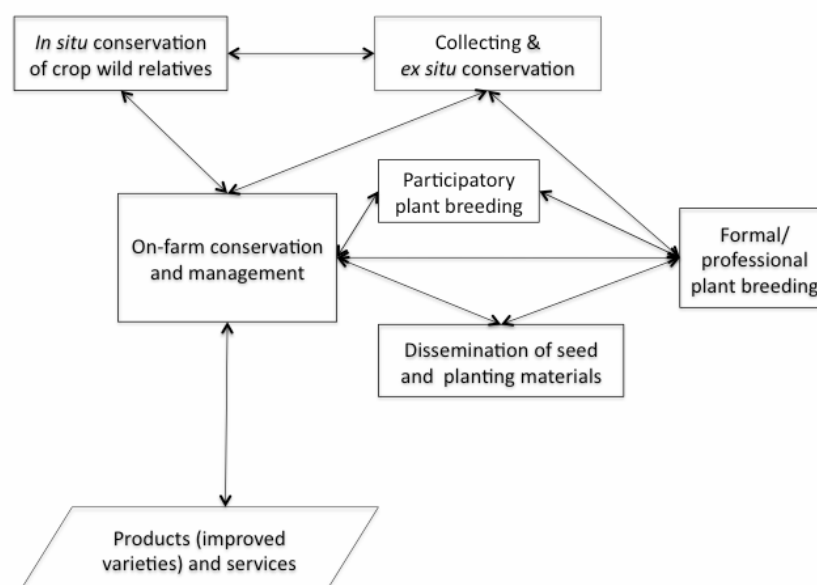 In situ conservation
of crop wild relatives
Collecting &
ex situ conservation
Participatory
plant breeding
On-farm conservation
and management
Formal/
professional
plant breeding
Dissemination of seed
and planting materials
Products (improved
varieties) and services